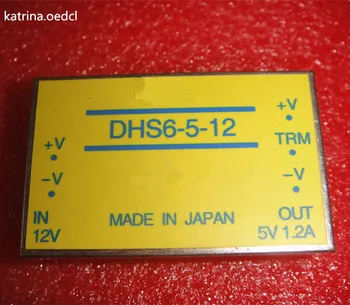 katrina.oedcl
+V
DHS6-5-12
+V
TRM
-V
-V
IN
12V
MADE IN JAPAN
OUT
5V 1.2A